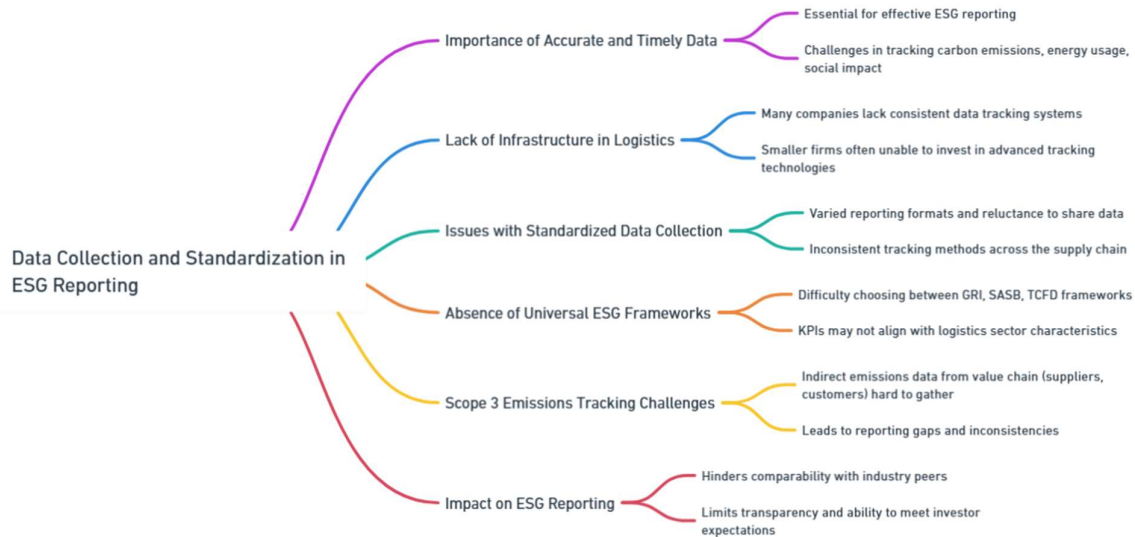 Data Collection and Standardization in
ESG Reporting
Importance of Accurate and Timely Data
Essential for effective ESG reporting
Challenges in tracking carbon emissions, energy usage,
social impact
Lack of Infrastructure in Logistics
Many companies lack consistent data tracking systems
Smaller firms often unable to invest in advanced tracking
technologies
Issues with Standardized Data Collection
Varied reporting formats and reluctance to share data
Inconsistent tracking methods across the supply chain
Absence of Universal ESG Frameworks
Difficulty choosing between GRI, SASB, TCFD frameworks
KPIs may not align with logistics sector characteristics
Scope 3 Emissions Tracking Challenges
Indirect emissions data from value chain (suppliers,
customers) hard to gather
Leads to reporting gaps and inconsistencies
Impact on ESG Reporting
Hinders comparability with industry peers
Limits transparency and ability to meet investor
expectations